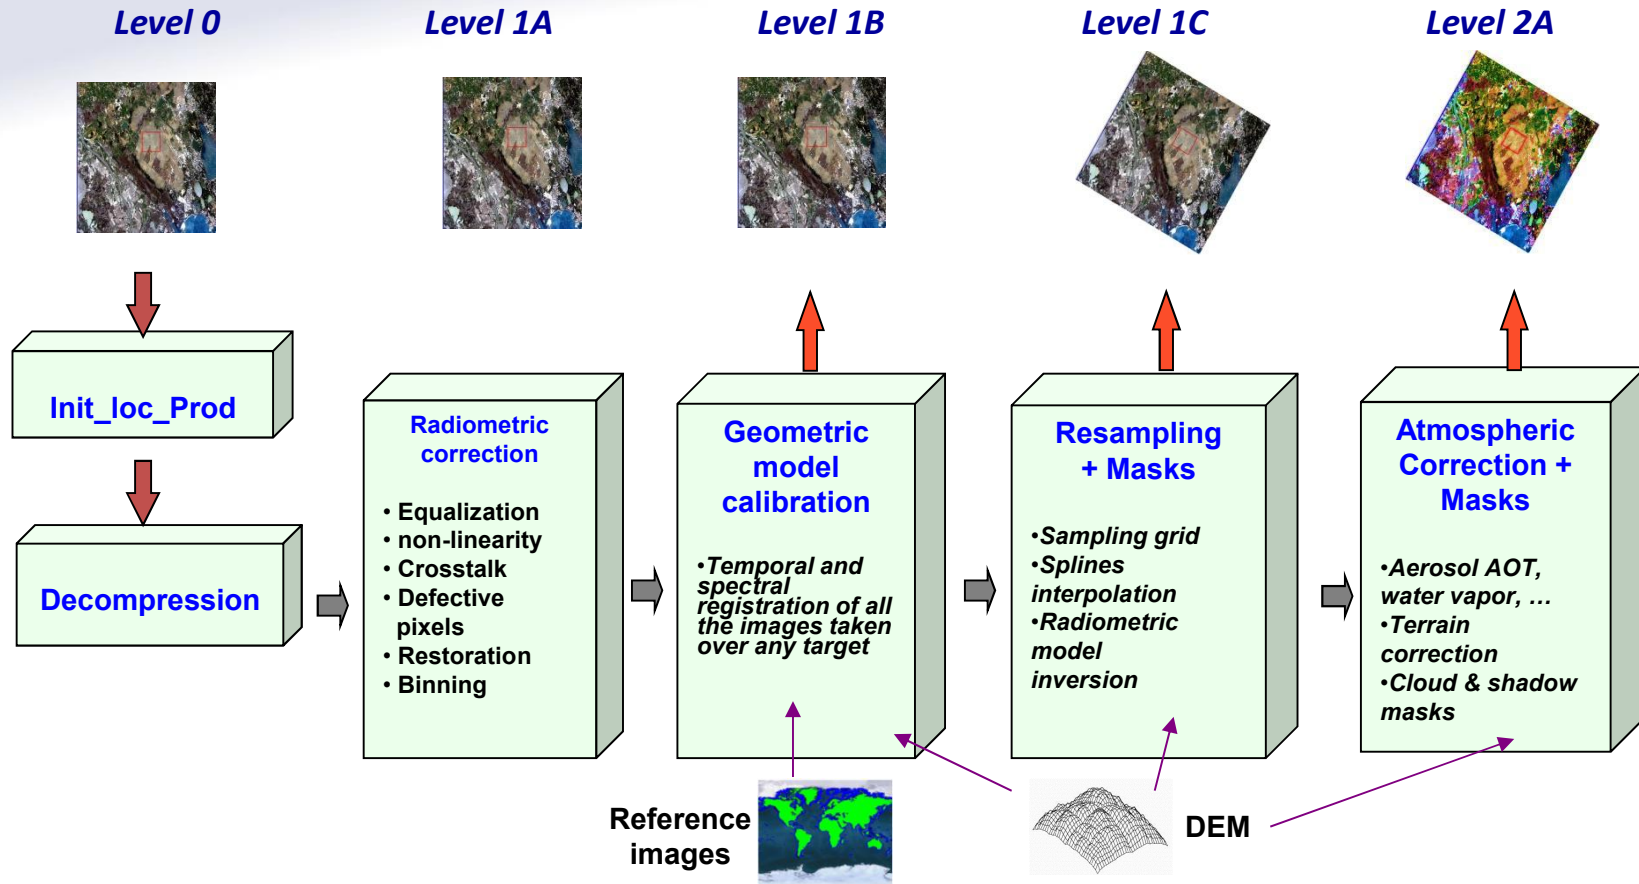 Level 0
Level 1A
Level 1B
Level 1C
Level 2A
Init_loc_Prod
Decompression
Radiometric
correction
• Equalization
• non-linearity
• Crosstalk
• Defective
pixels
• Restoration
• Binning
Geometric
model
calibration
•Temporal and
spectral
registration of all
the images taken
over any target
Resampling
+ Masks
•Sampling grid
•Splines
interpolation
•Radiometric
model
inversion
Atmospheric
Correction +
Masks
•Aerosol AOT,
water vapor, …
•Terrain
correction
•Cloud & shadow
masks
Reference
images
DEM